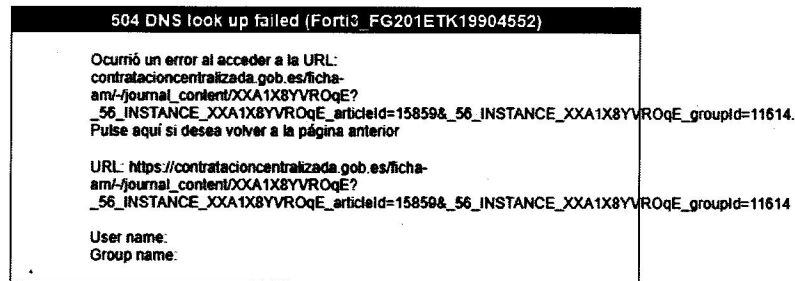 504 DNS look up failed (Forti3_FG201ETK19904552)
Ocurrió un error al acceder a la URL:
contratacioncentralizada.gob.es/ficha-
am/-/journal_content/XXA1X8YVROqE?
_56_INSTANCE_XXA1X8YVROqE_articleId=15859&_56_INSTANCE_XXA1X8YVROqE_groupId=11614.
Pulse aquí si desea volver a la página anterior
URL: https://contratacioncentralizada.gob.es/ficha-
am/-/journal_content/XXA1X8YVROqE?
_56_INSTANCE_XXA1X8YVROqE_articleId=15859&_56_INSTANCE_XXA1X8YVROqE_groupId=11614
User name:
Group name: